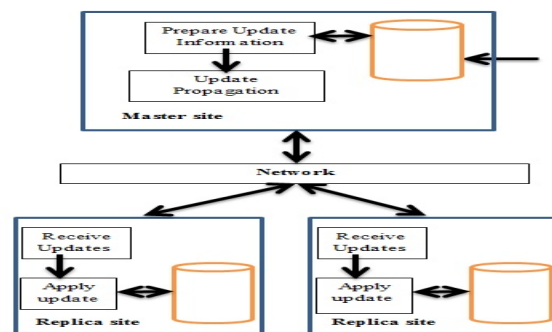 Prepare Update
Information
Update
Propagation
Master site
Network
Receive
Updates
Apply
update
Replica site
Receive
Updates
Apply
update
Replica site